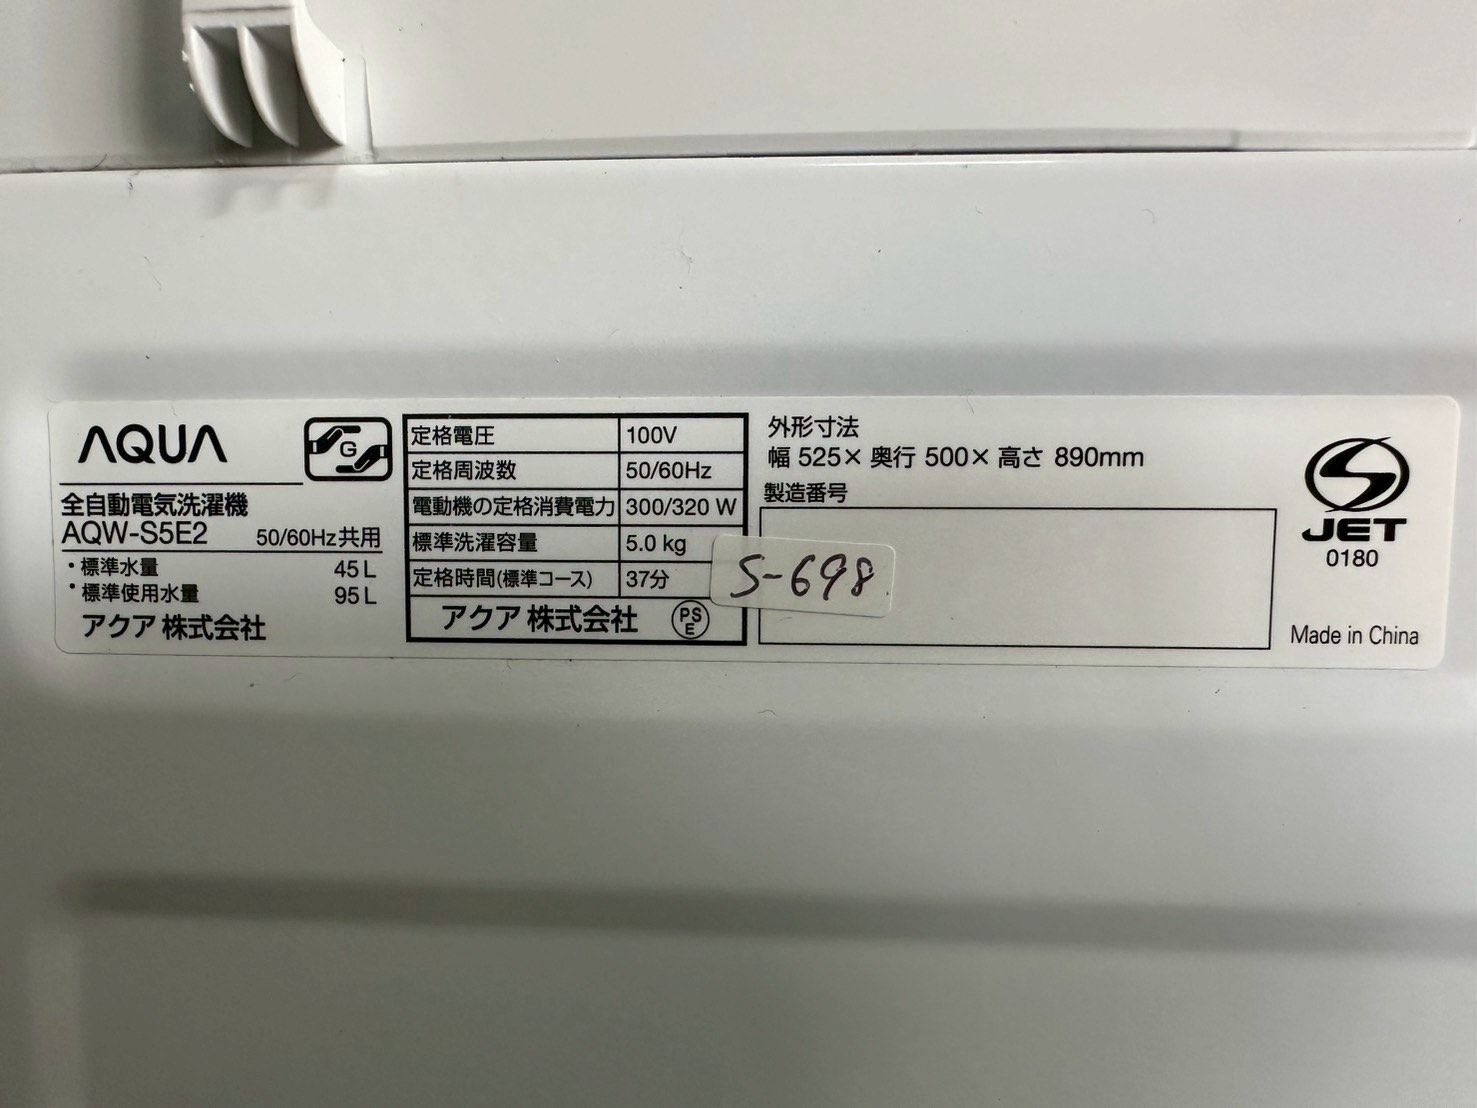 AQUA
G
全自動電気洗濯機
AQW-S5E2 50/60Hz共用
・標準水量 45L
・標準使用水量 95L
アクア株式会社
定格電圧 100V
定格周波数 50/60Hz
電動機の定格消費電力 300/320 W
標準洗濯容量 5.0 kg
定格時間(標準コース) 37分
アクア 株式会社 PSE
外形寸法
幅 525× 奥行 500× 高さ 890mm
製造番号
S-698
JET
0180
Made in China